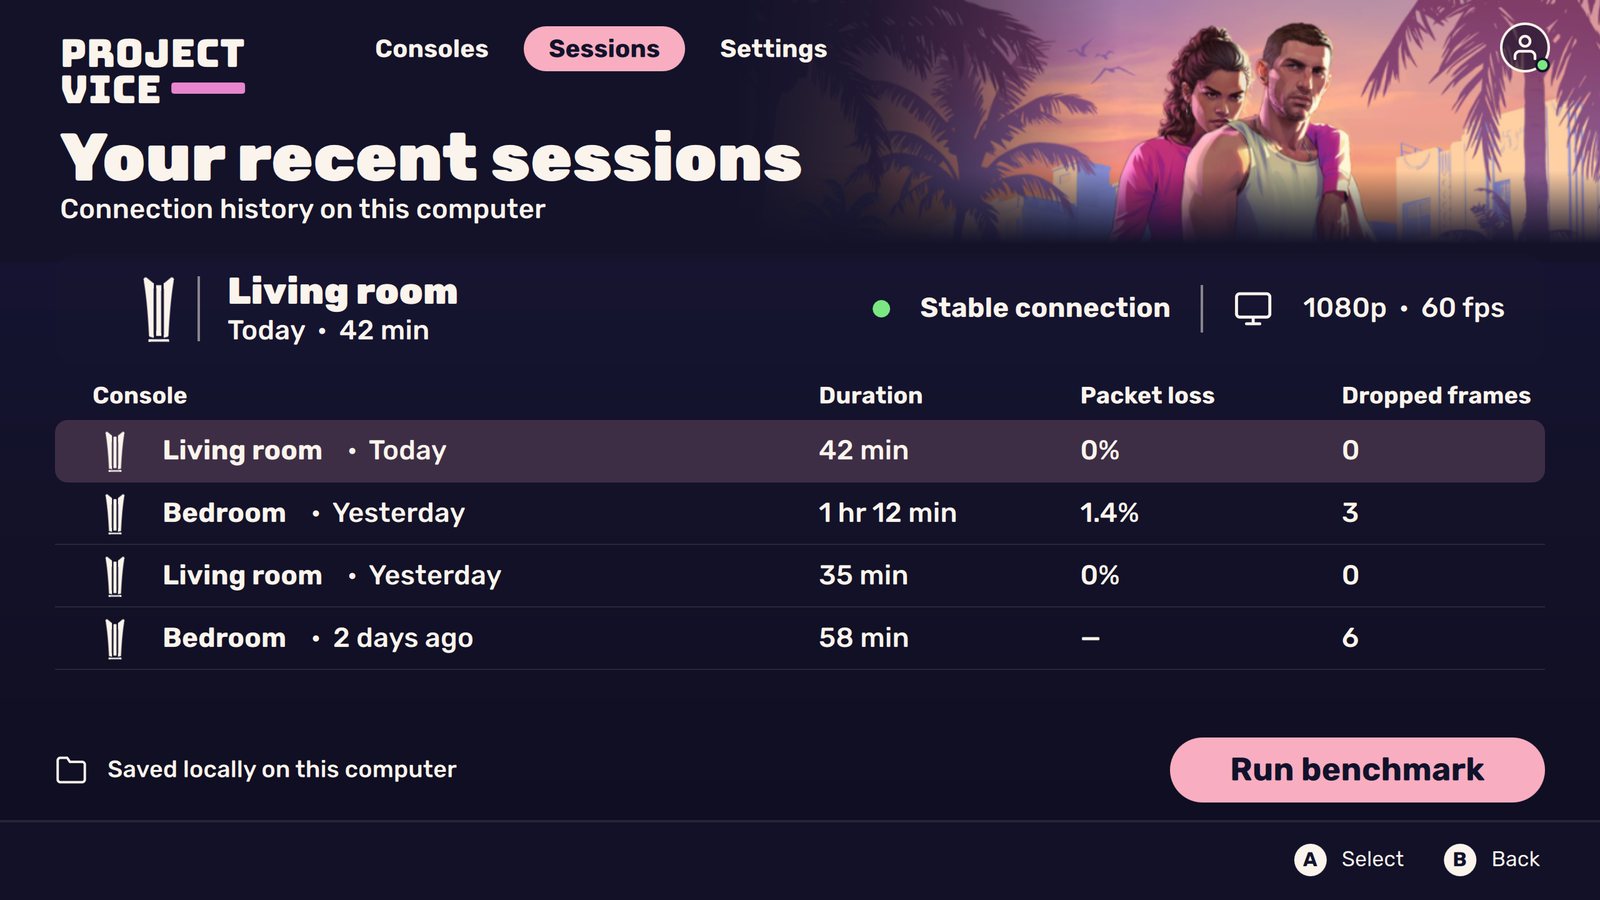 PROJECT
VICE
Consoles
Sessions
Settings
Your recent sessions
Connection history on this computer
Living room
Today • 42 min
Stable connection
1080p • 60 fps
Console Duration Packet loss Dropped frames
Living room • Today 42 min 0% 0
Bedroom • Yesterday 1 hr 12 min 1.4% 3
Living room • Yesterday 35 min 0% 0
Bedroom • 2 days ago 58 min — 6
Saved locally on this computer
Run benchmark
A Select B Back